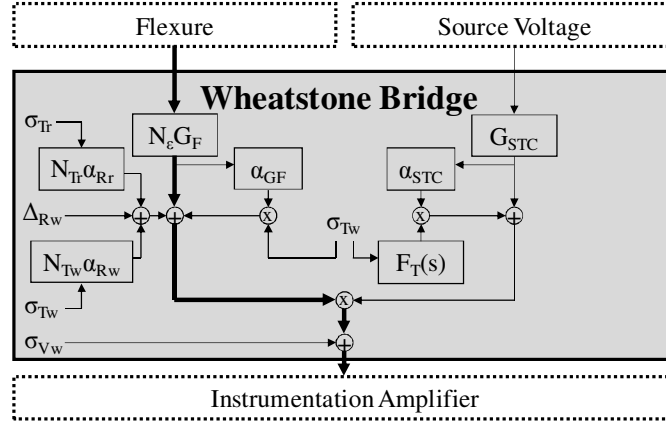 Flexure
Source Voltage
Wheatstone Bridge
σTr
NεGF
GSTC
NTrαRr
αGF
αSTC
ΔRw
+
+
x
σTw
x
+
NTwαRw
FT(s)
σTw
x
σVw
+
Instrumentation Amplifier